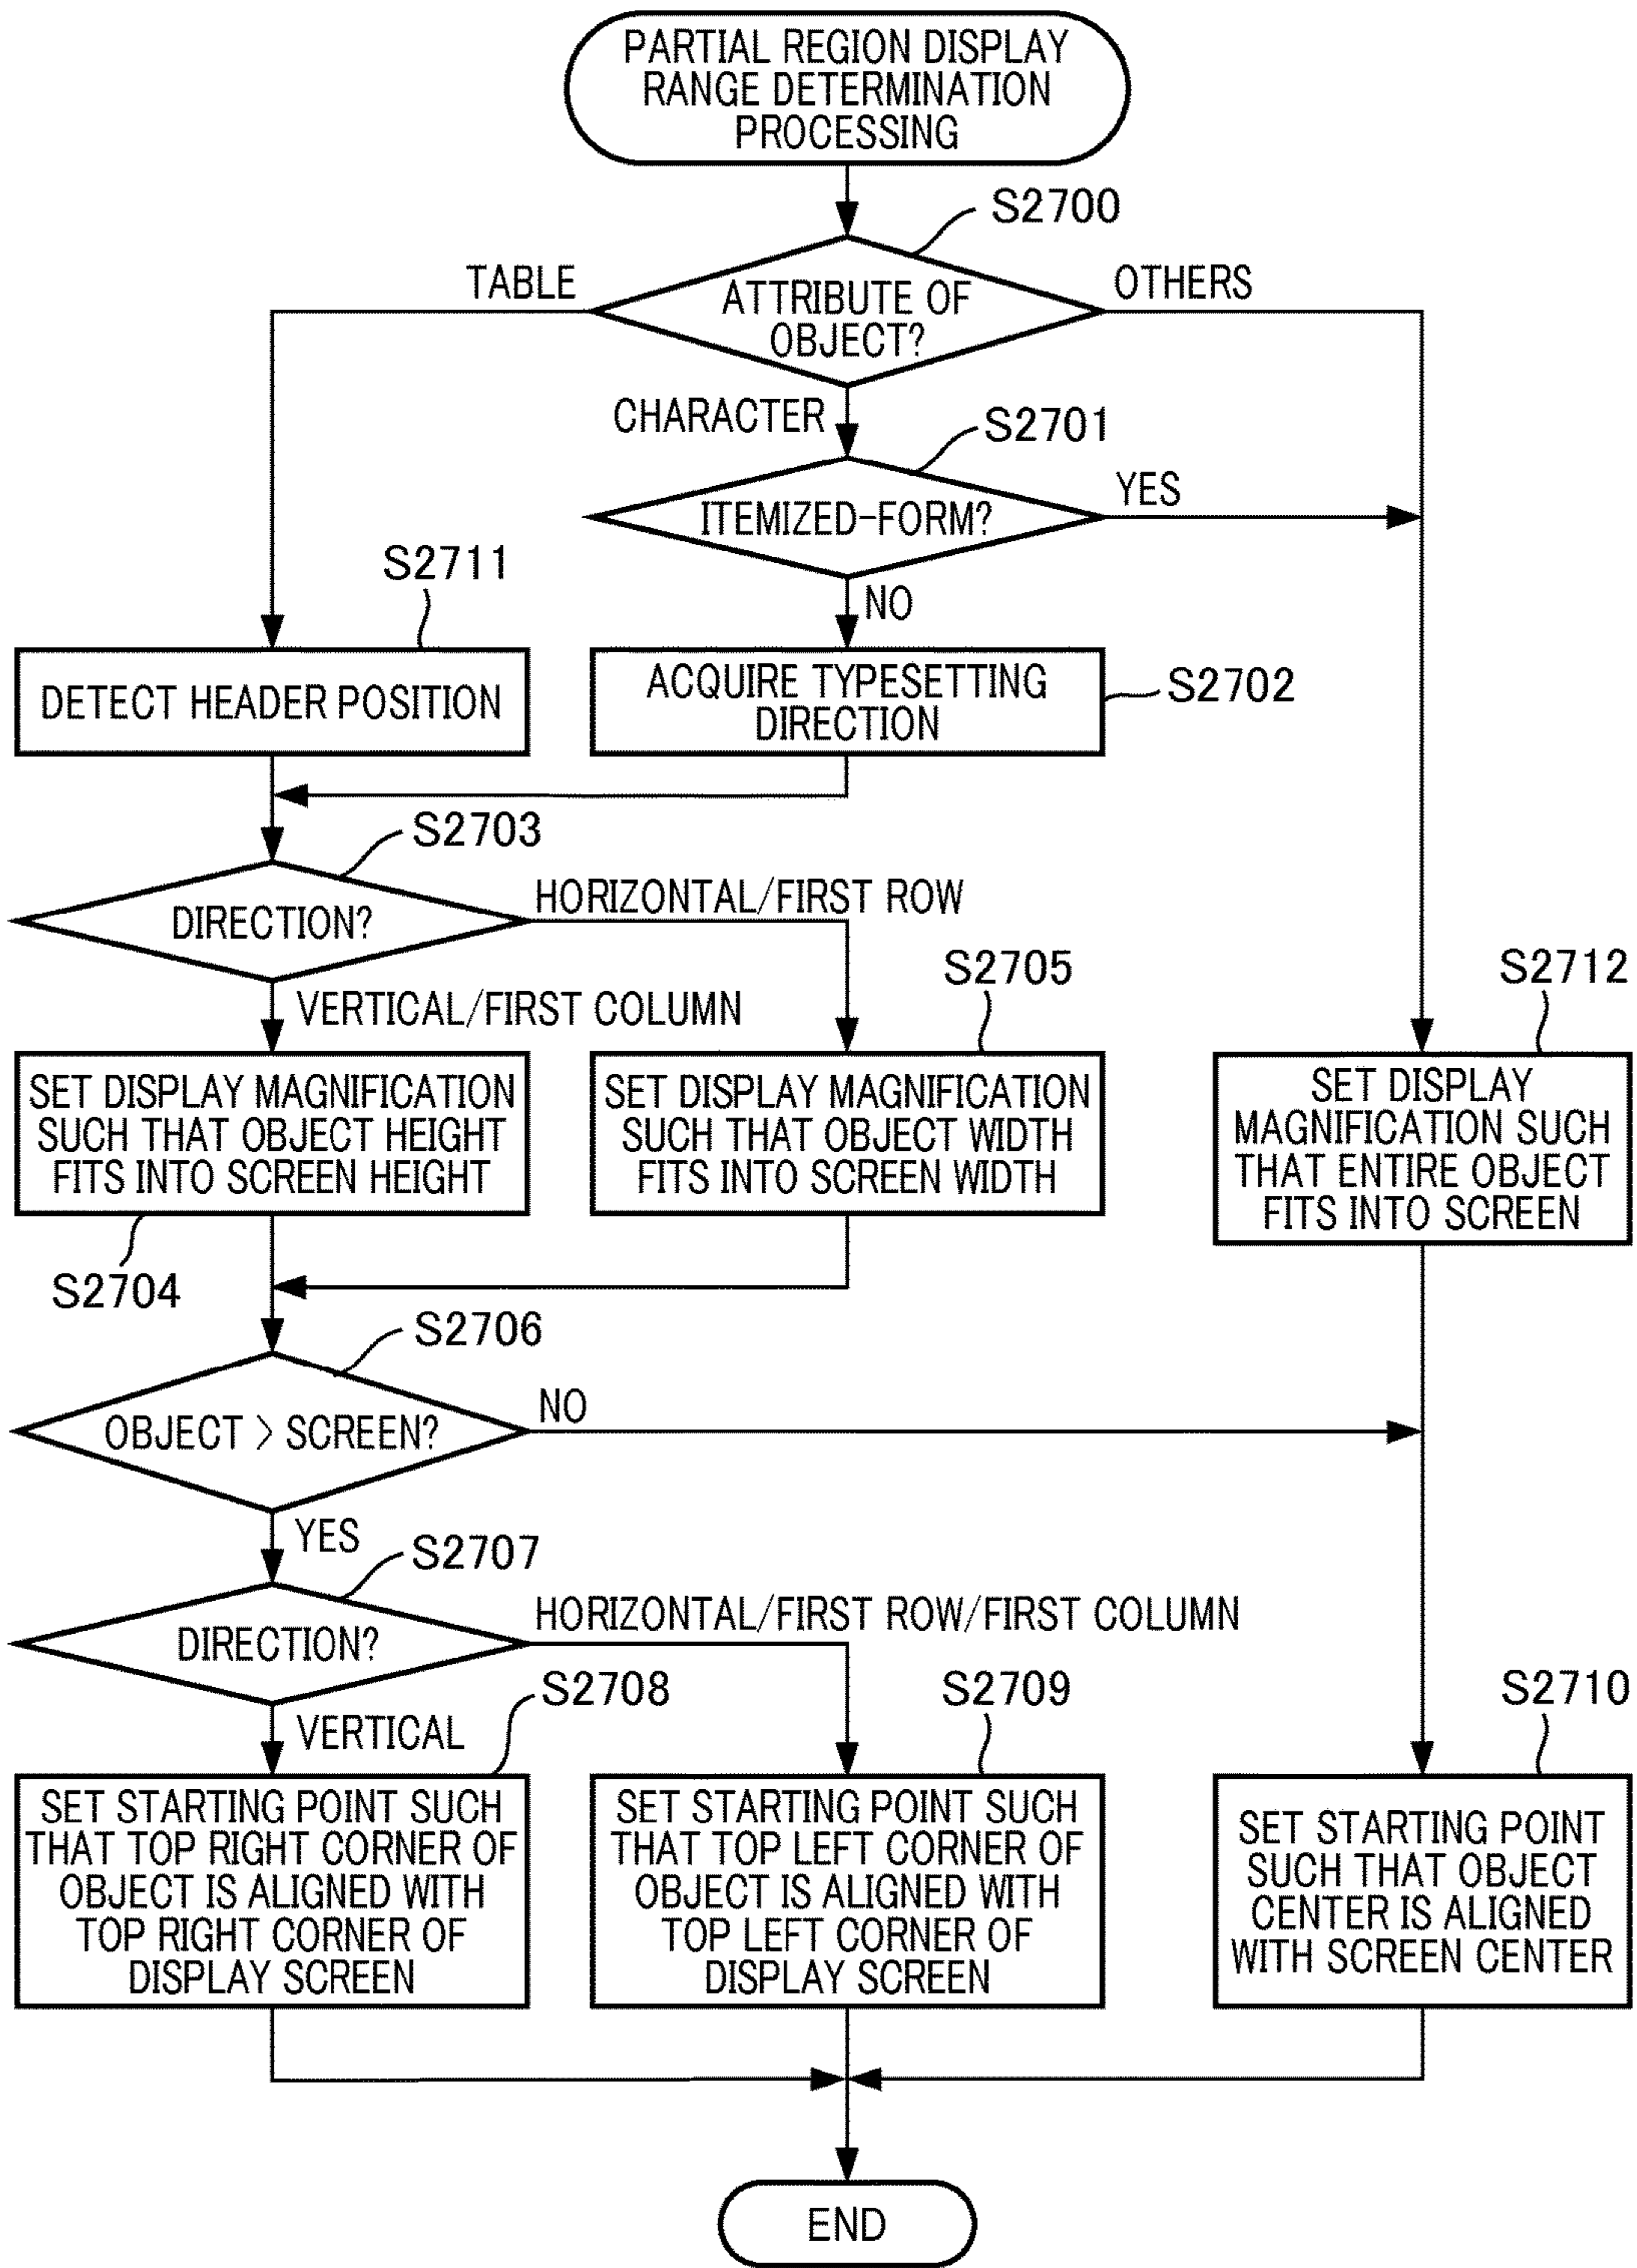 PARTIAL REGION DISPLAY
RANGE DETERMINATION
PROCESSING
S2700
TABLE
OTHERS
ATTRIBUTE OF
OBJECT?
CHARACTER
S2701
YES
ITEMIZED-FORM?
S2711
NO
DETECT HEADER POSITION
ACQUIRE TYPESETTING
DIRECTION
S2702
S2703
HORIZONTAL/FIRST ROW
DIRECTION?
S2705
S2712
VERTICAL/FIRST COLUMN
SET DISPLAY MAGNIFICATION
SUCH THAT OBJECT HEIGHT
FITS INTO SCREEN HEIGHT
SET DISPLAY MAGNIFICATION
SUCH THAT OBJECT WIDTH
FITS INTO SCREEN WIDTH
SET DISPLAY
MAGNIFICATION SUCH
THAT ENTIRE OBJECT
FITS INTO SCREEN
S2704
S2706
NO
OBJECT > SCREEN?
YES
S2707
HORIZONTAL/FIRST ROW/FIRST COLUMN
DIRECTION?
S2708
S2709
S2710
VERTICAL
SET STARTING POINT SUCH
THAT TOP RIGHT CORNER OF
OBJECT IS ALIGNED WITH
TOP RIGHT CORNER OF
DISPLAY SCREEN
SET STARTING POINT SUCH
THAT TOP LEFT CORNER OF
OBJECT IS ALIGNED WITH
TOP LEFT CORNER OF
DISPLAY SCREEN
SET STARTING POINT
SUCH THAT OBJECT
CENTER IS ALIGNED
WITH SCREEN CENTER
END